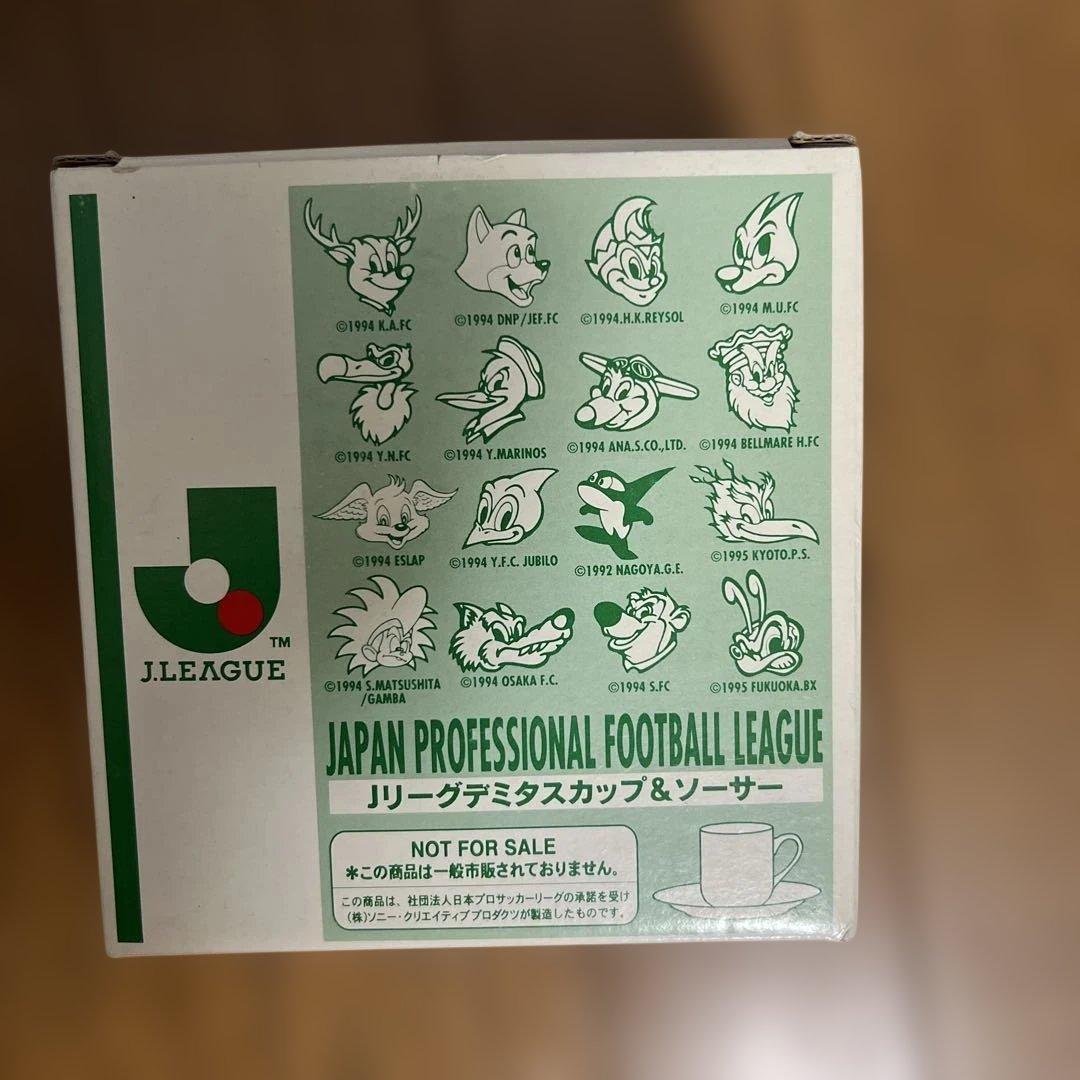 ©1994 K.A.FC
©1994 DNP/JEF.FC
©1994.H.K.REYSOL
©1994 M.U.FC
©1994 Y.N.FC
©1994 Y.MARINOS
©1994 ANA.S.CO.,LTD.
©1994 BELLMARE H.FC
©1994 ESLAP
©1994 Y.F.C. JUBILO
©1992 NAGOYA.G.E.
©1995 KYOTO.P.S.
©1994 S.MATSUSHITA
/GAMBA
©1994 OSAKA F.C.
©1994 S.FC
©1995 FUKUOKA.BX
TM
J.LEAGUE
JAPAN PROFESSIONAL FOOTBALL LEAGUE
Jリーグデミタスカップ&ソーサー
NOT FOR SALE
＊この商品は一般市販されておりません。
この商品は、社団法人日本プロサッカーリーグの承諾を受け
(株)ソニー・クリエイティブプロダクツが製造したものです。